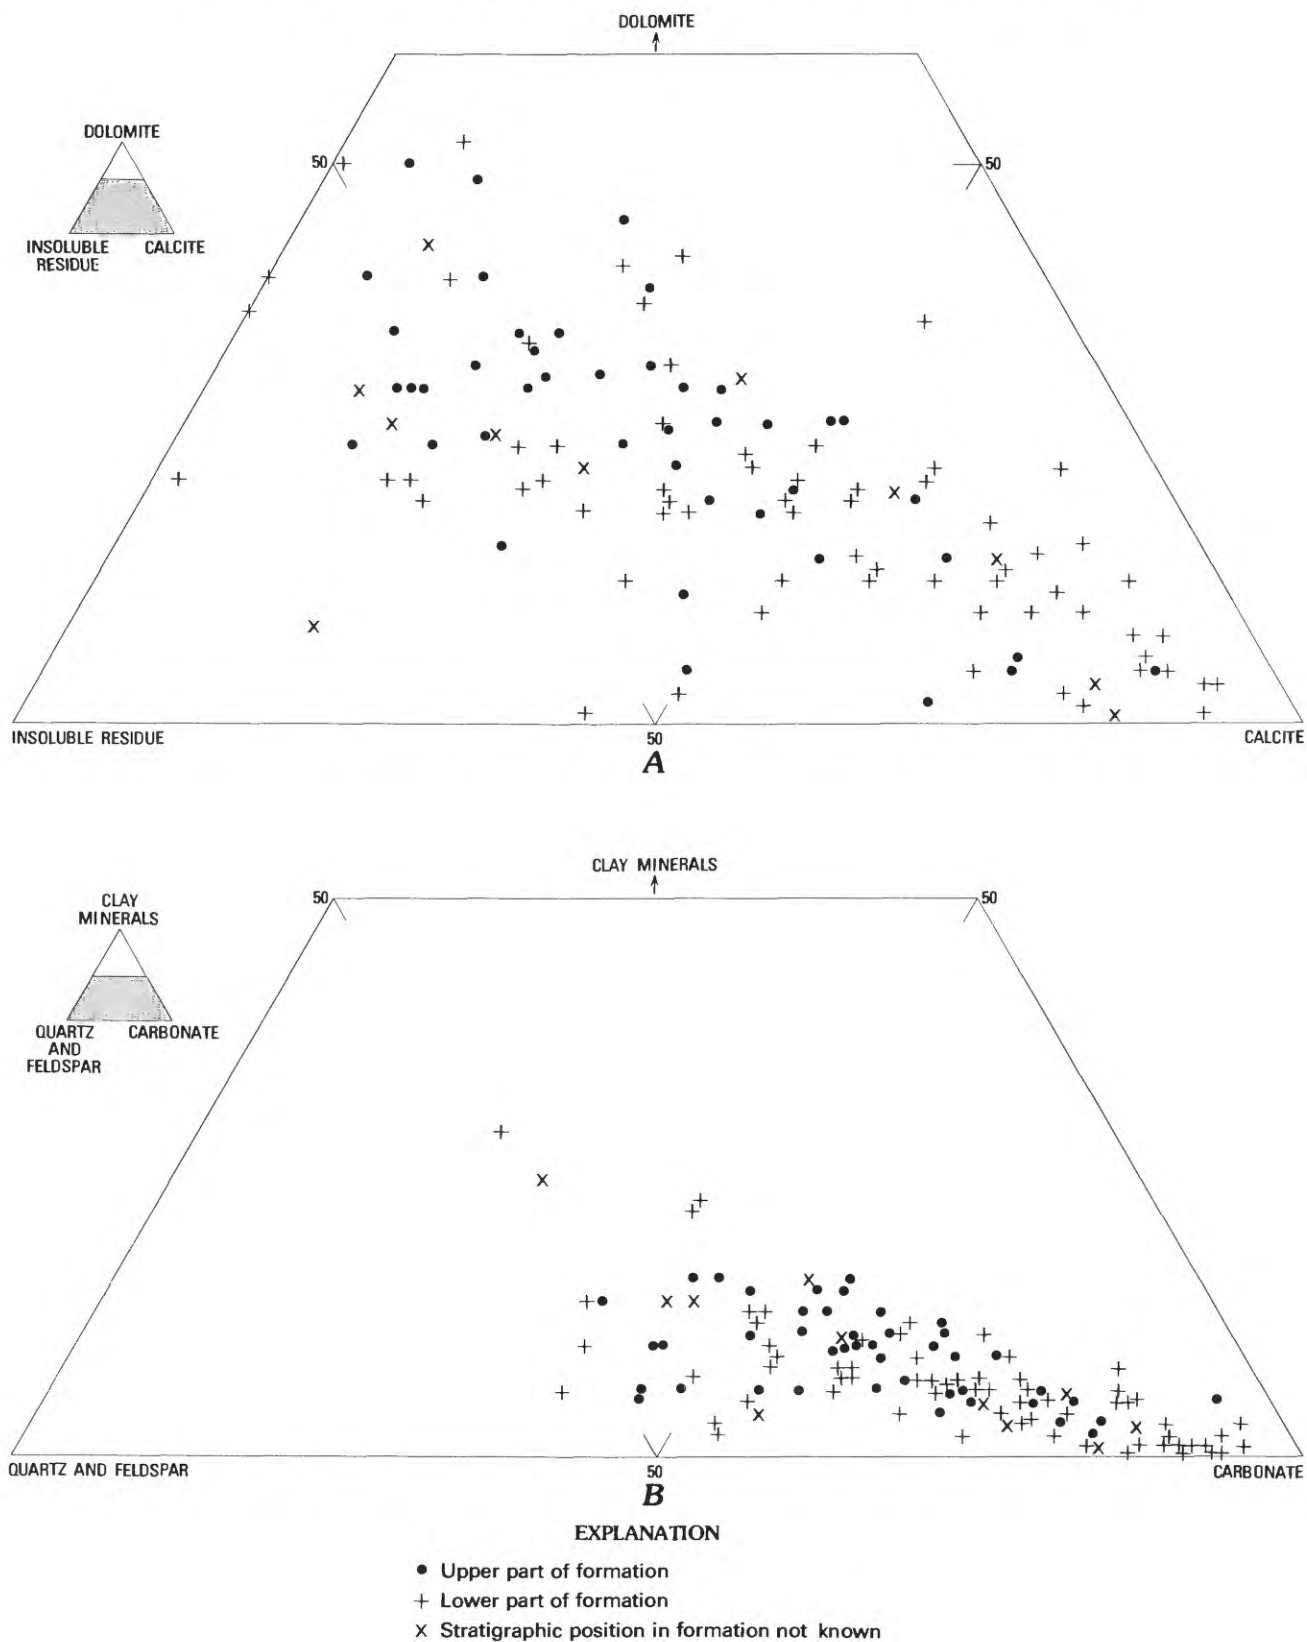 DOLOMITE
50
50
DOLOMITE
INSOLUBLE
RESIDUE
CALCITE
INSOLUBLE RESIDUE
50
CALCITE
A
CLAY MINERALS
50
50
CLAY
MINERALS
QUARTZ
AND
FELDSPAR
CARBONATE
QUARTZ AND FELDSPAR
50
CARBONATE
B
EXPLANATION
● Upper part of formation
+ Lower part of formation
x Stratigraphic position in formation not known